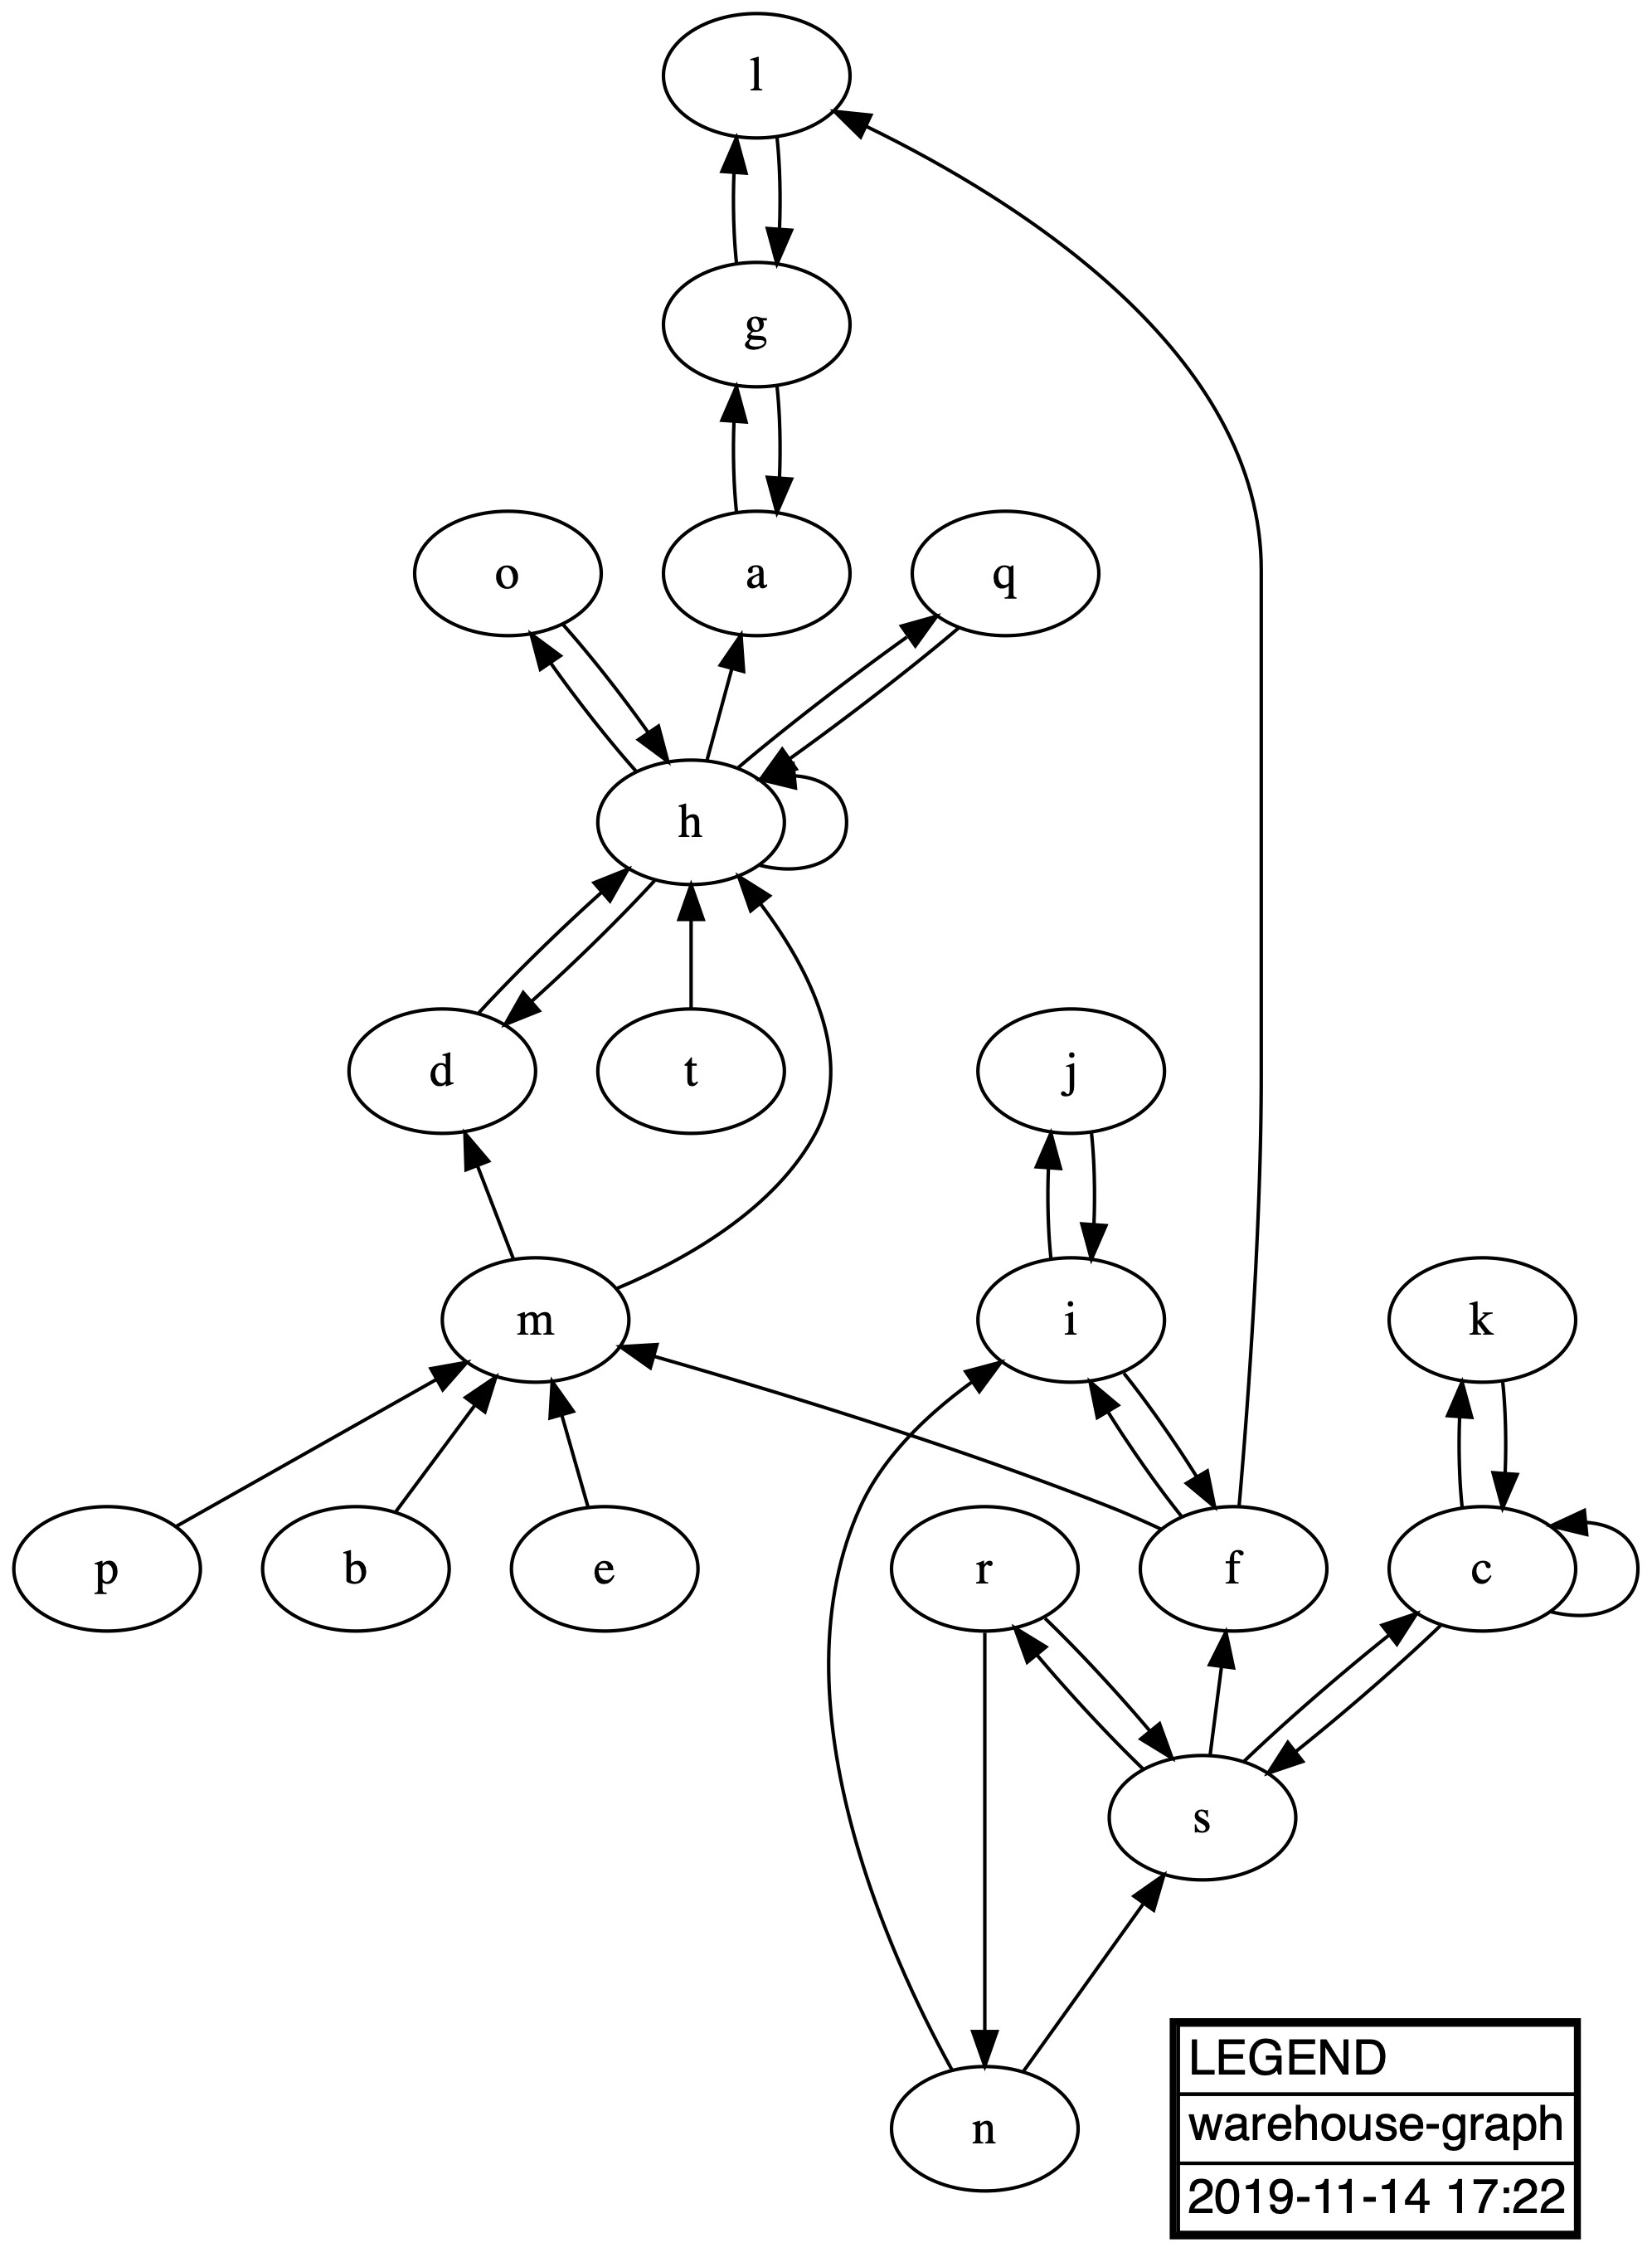 l
g
o a q
h
d t j
m i k
p b e r f c
s
n
LEGEND
warehouse-graph
2019-11-14 17:22